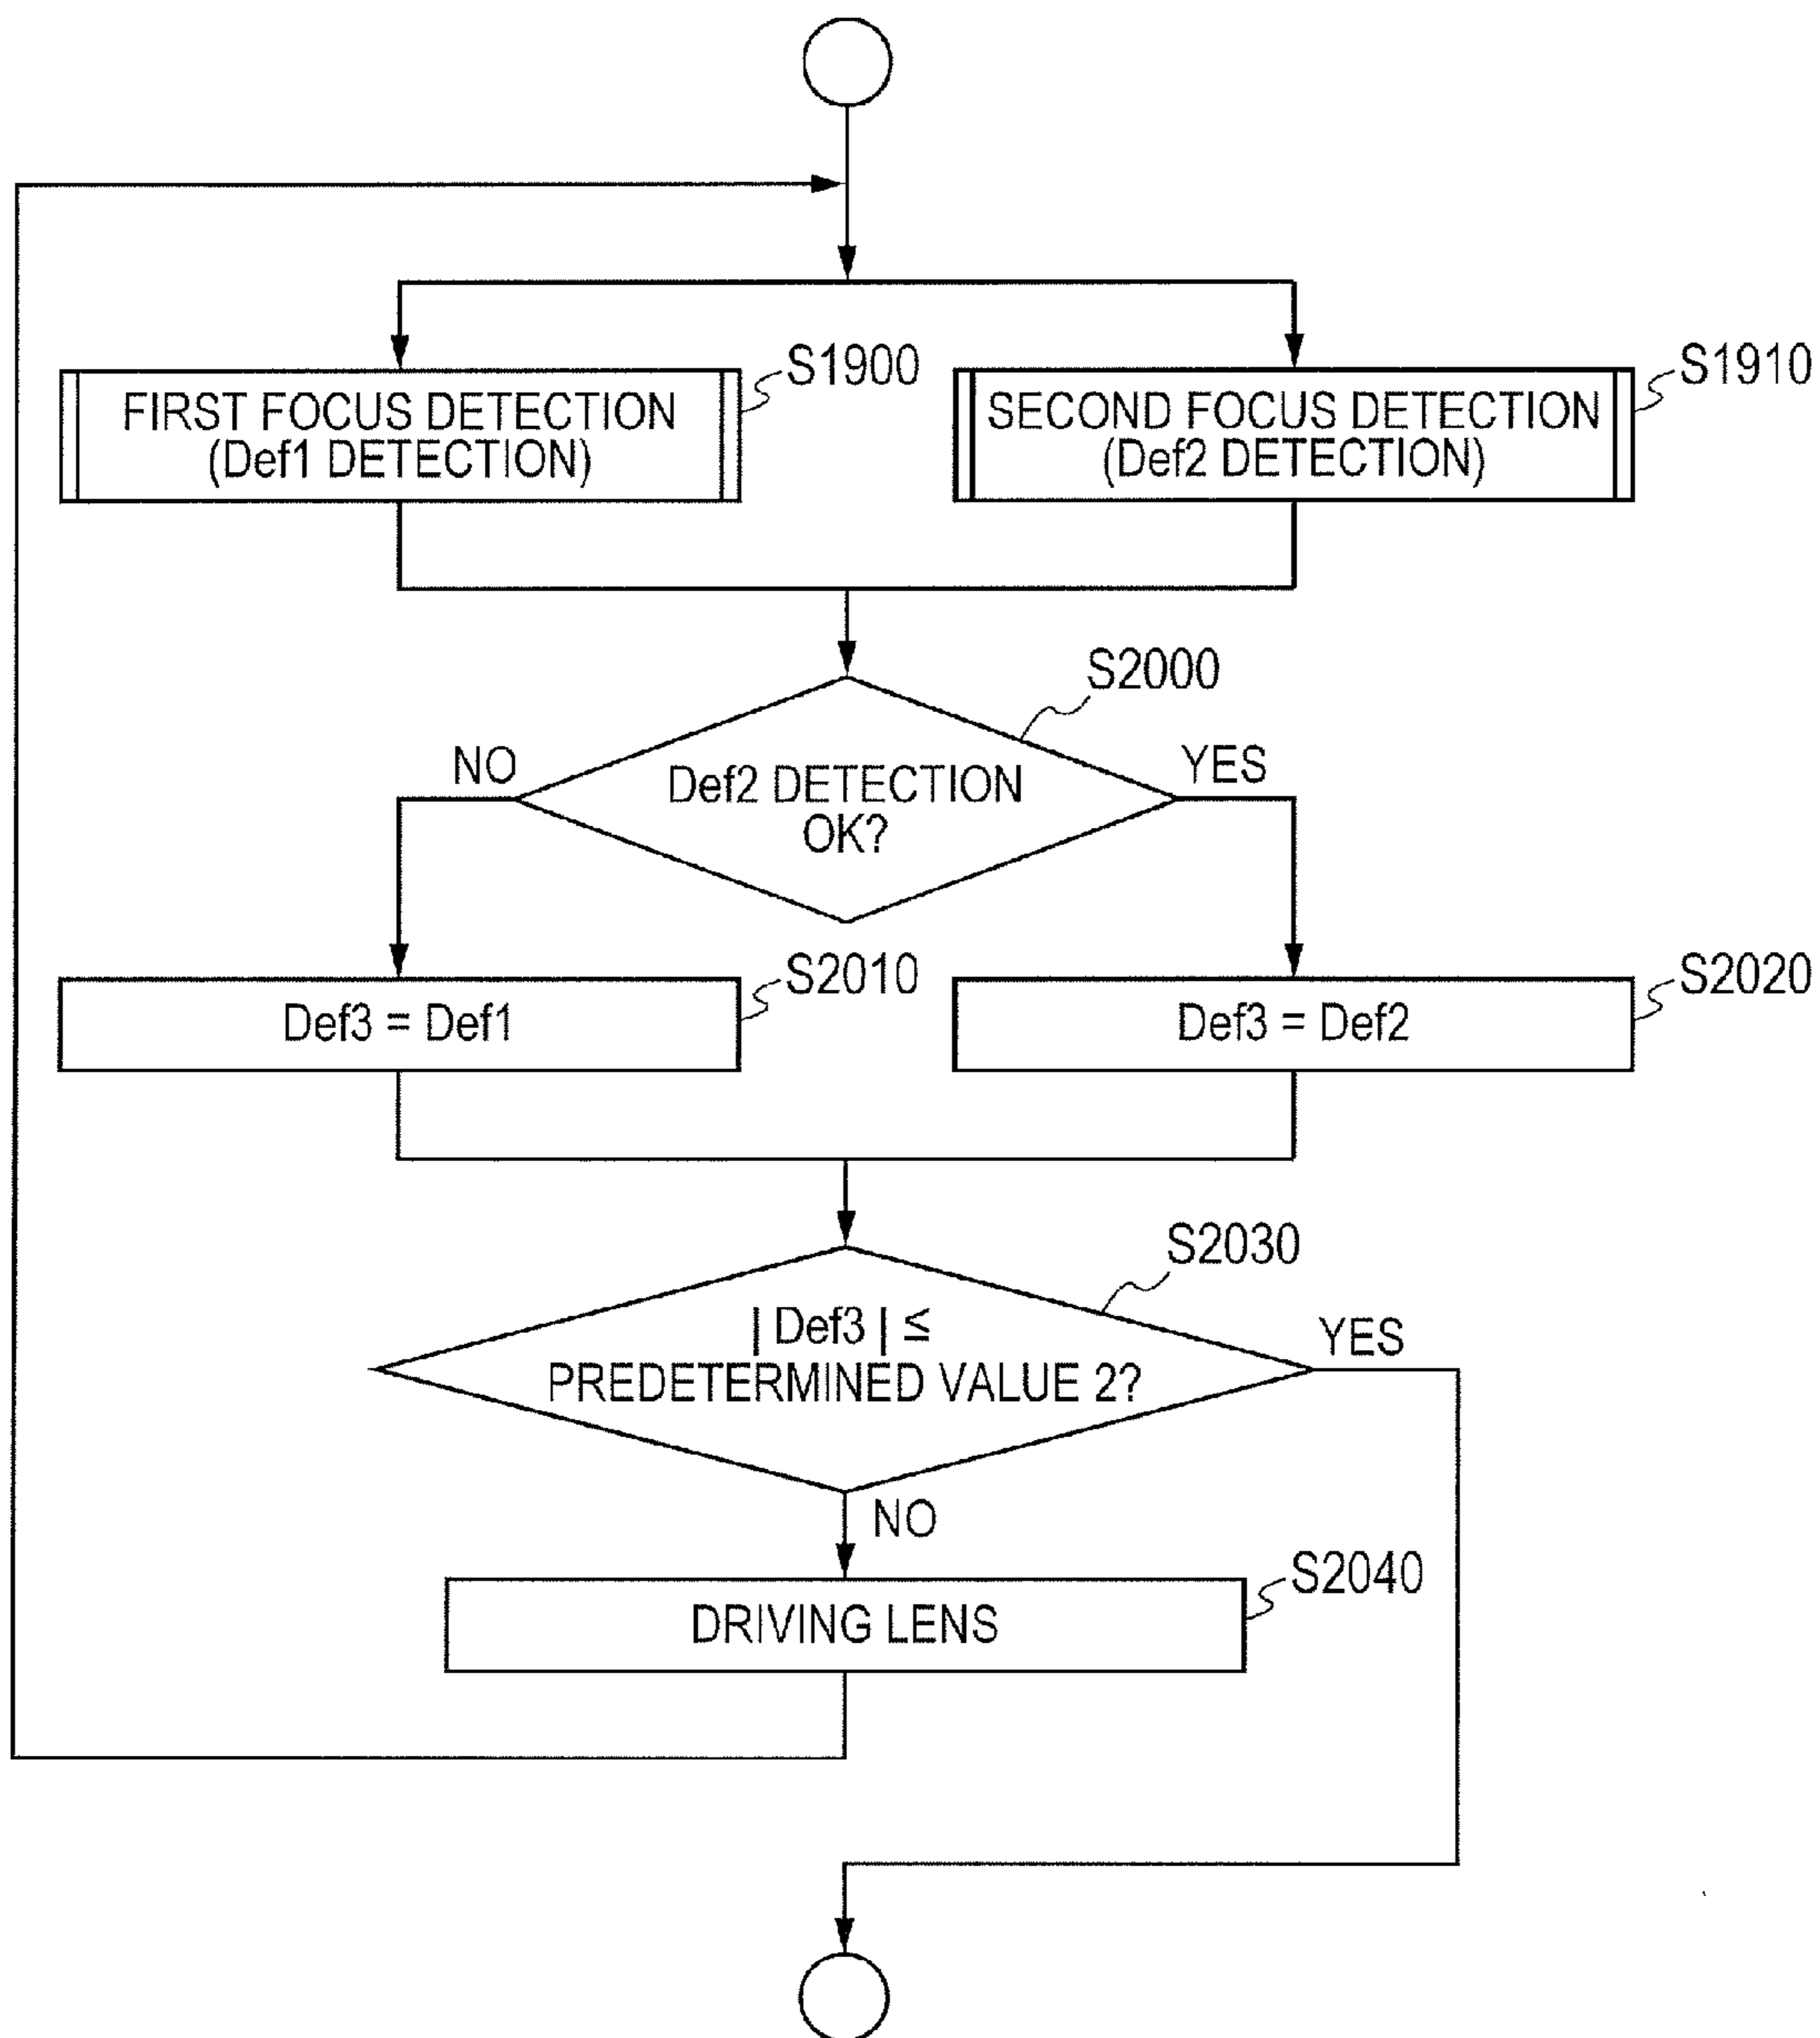 S1900
FIRST FOCUS DETECTION
(Def1 DETECTION)
S1910
SECOND FOCUS DETECTION
(Def2 DETECTION)
S2000
NO
YES
Def2 DETECTION
OK?
S2010
Def3 = Def1
S2020
Def3 = Def2
S2030
| Def3 | ≤
PREDETERMINED VALUE 2?
YES
NO
S2040
DRIVING LENS